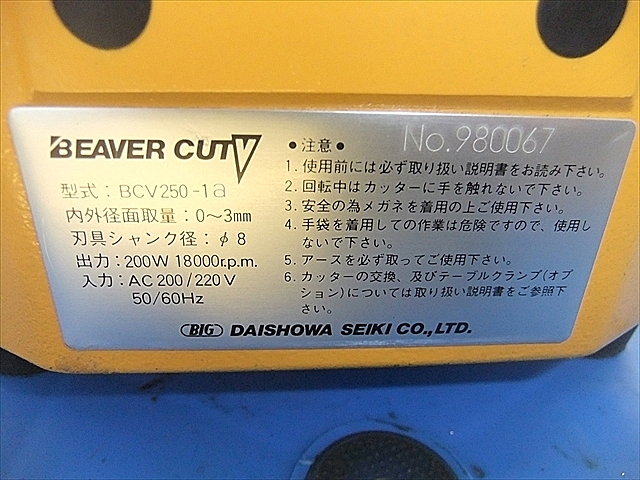 BEAVER CUT V
型式：BCV250-1a
内外径面取量：0～3mm
刃具シャンク径：φ8
出力：200W 18000r.p.m.
入力：AC200/220V
50/60Hz
●注意●
No.980067
1. 使用前には必ず取り扱い説明書をお読み下さい。
2. 回転中はカッターに手を触れないで下さい。
3. 安全の為メガネを着用の上ご使用下さい。
4. 手袋を着用しての作業は危険ですので、使用し
ないで下さい。
5. アースを必ず取ってご使用下さい。
6. カッターの交換、及びテーブルクランプ(オプ
ション)については取り扱い説明書をご参照下
さい。
BIG DAISHOWA SEIKI CO.,LTD.